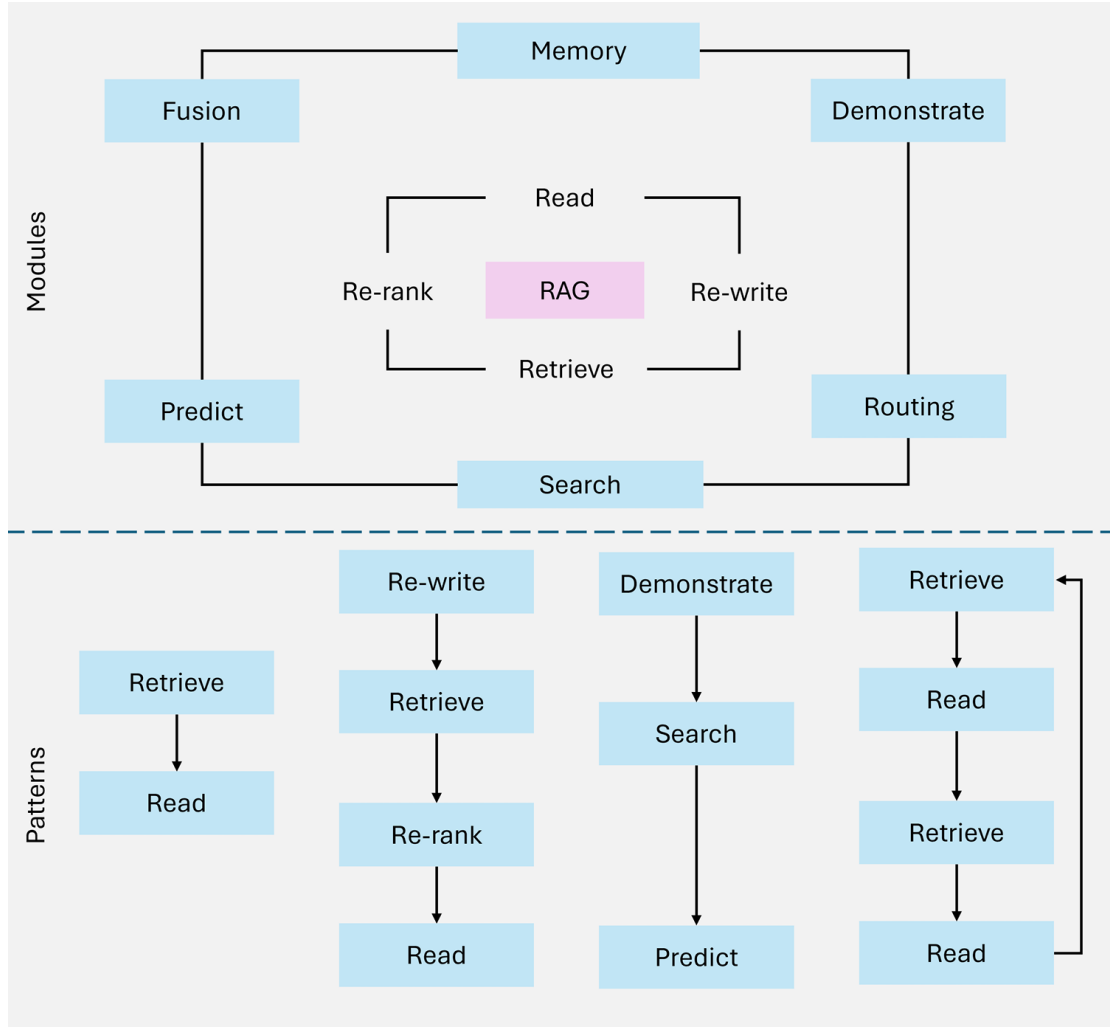 Modules
Memory
Fusion
Demonstrate
Read
Re-rank
RAG
Re-write
Retrieve
Predict
Routing
Search
Patterns
Retrieve
Read
Re-write
Retrieve
Re-rank
Read
Demonstrate
Search
Predict
Retrieve
Read
Retrieve
Read